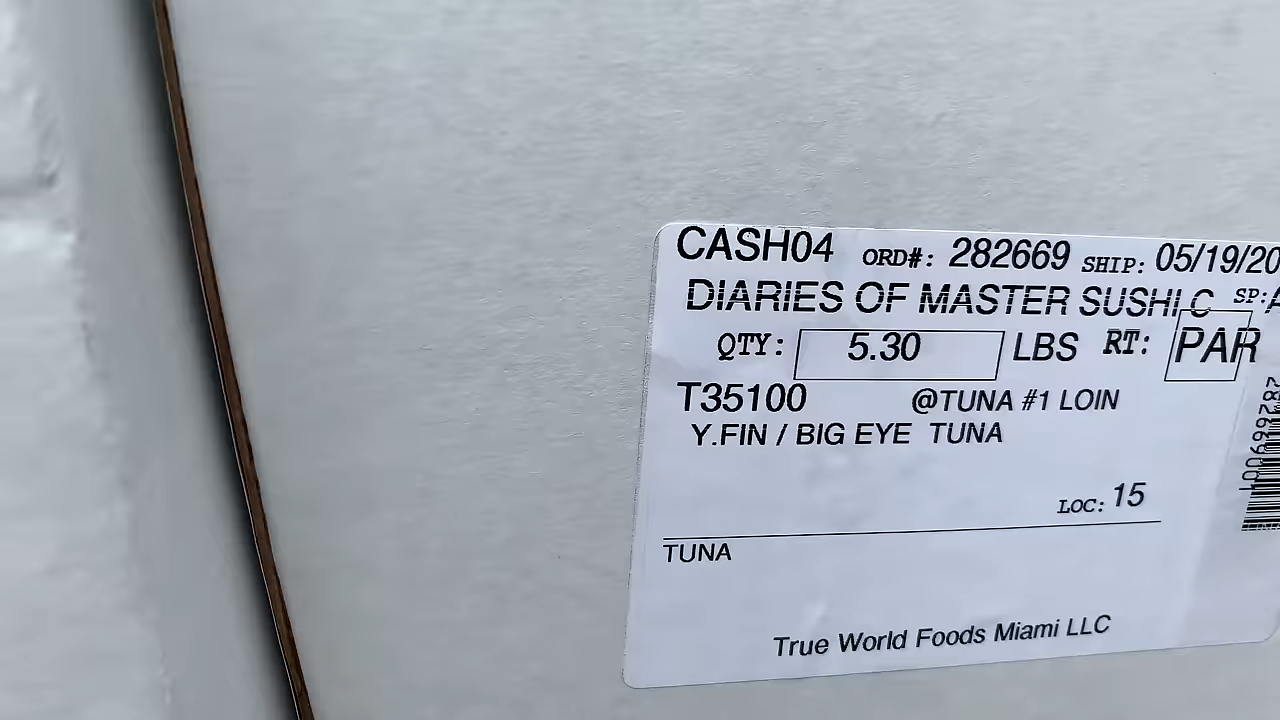 CASH04 ORD#: 282669 SHIP: 05/19/20
DIARIES OF MASTER SUSHI C SP:
QTY: 5.30 LBS RT: PAR
T35100 @TUNA #1 LOIN
Y.FIN / BIG EYE TUNA
LOC: 15
TUNA
True World Foods Miami LLC